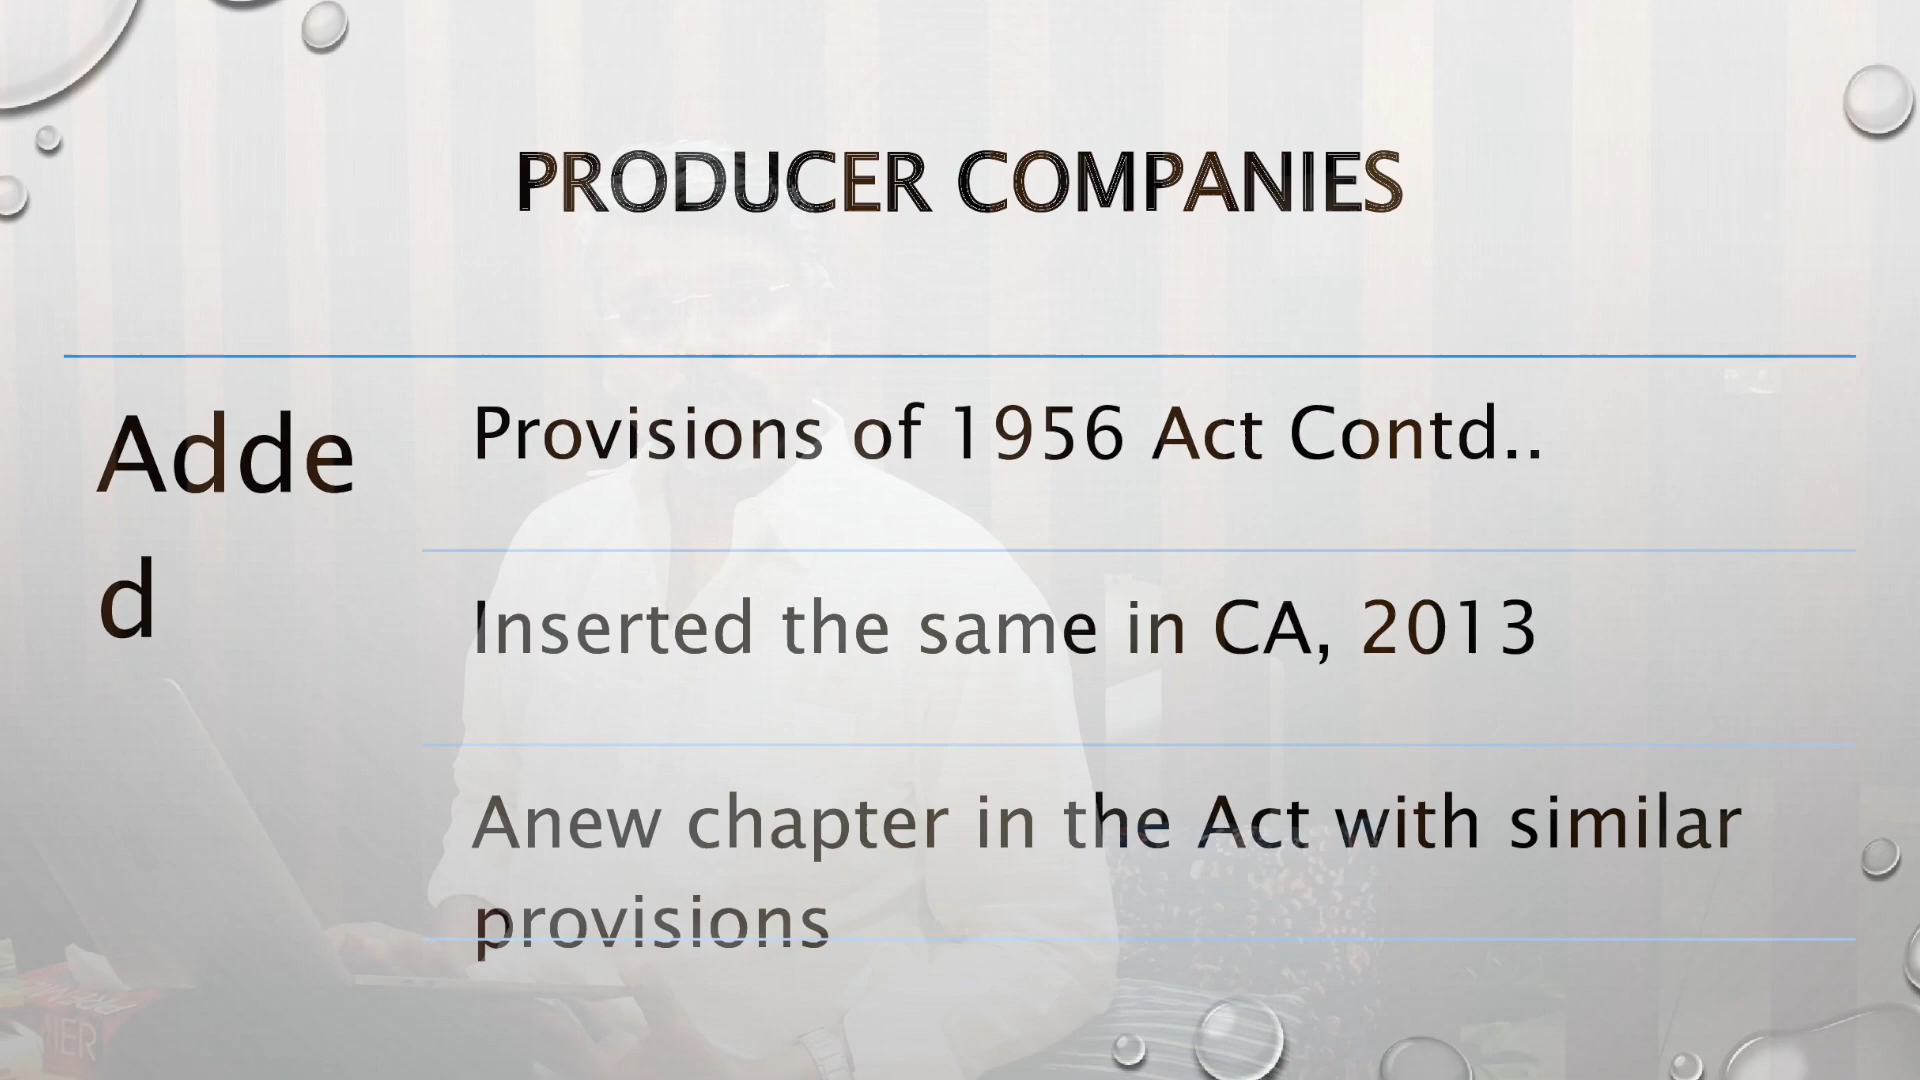 PRODUCER COMPANIES
Adde
d
Provisions of 1956 Act Contd..
Inserted the same in CA, 2013
Anew chapter in the Act with similar
provisions
IER